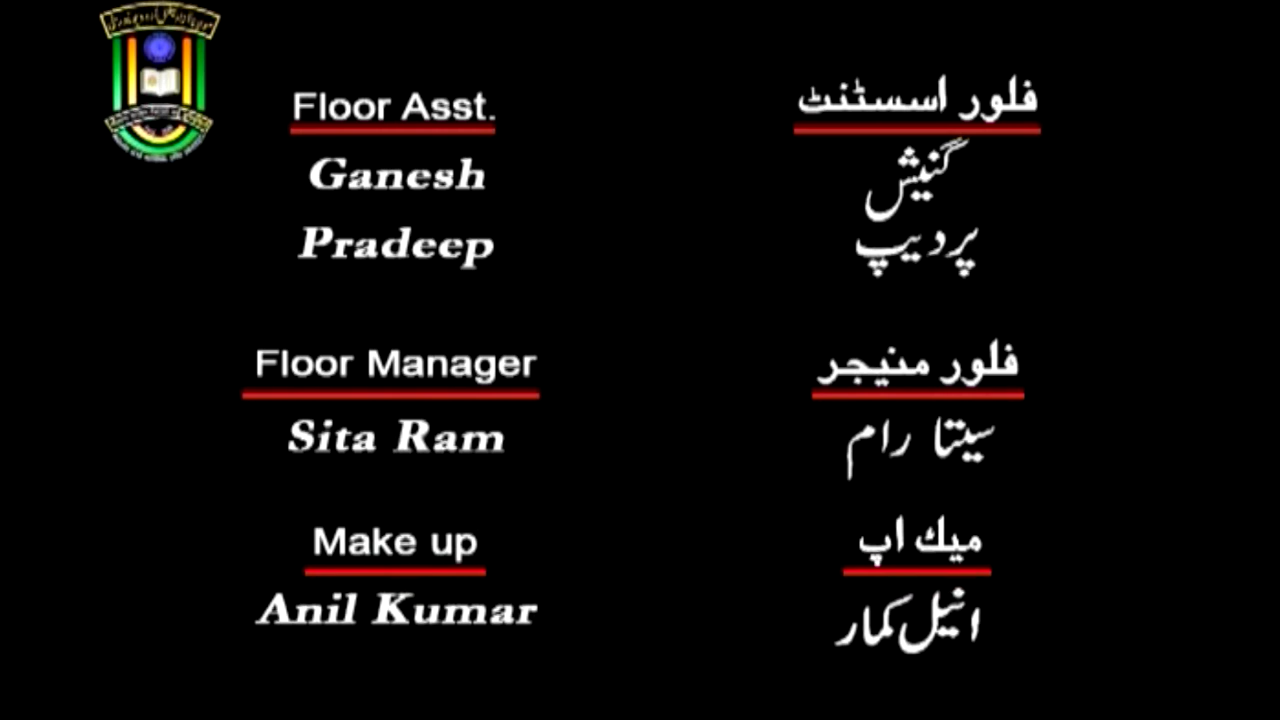 Floor Asst.
فلور اسسٹنٹ
Ganesh
گنیش
Pradeep
پردیپ
Floor Manager
فلور منیجر
Sita Ram
سیتا رام
Make up
میك اپ
Anil Kumar
انیل کمار